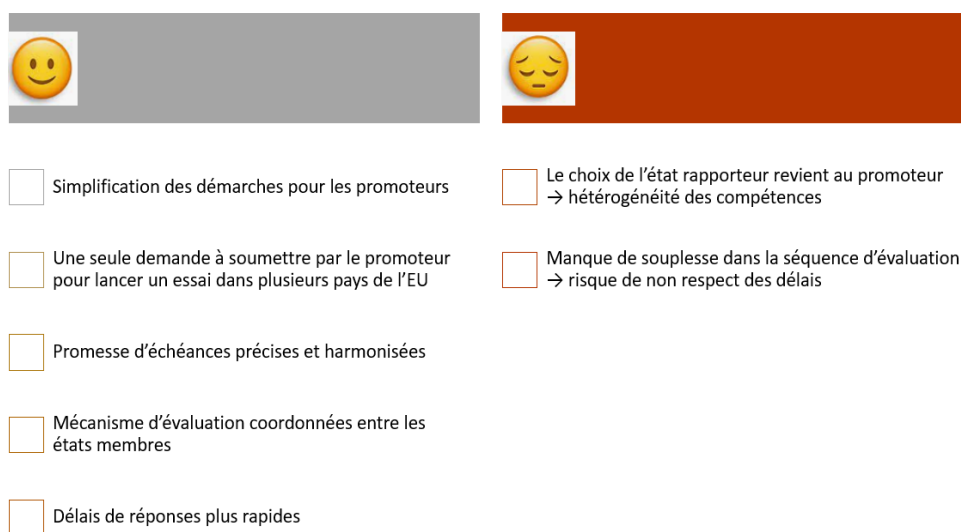 Simplification des démarches pour les promoteurs
Une seule demande à soumettre par le promoteur
pour lancer un essai dans plusieurs pays de l’EU
Promesse d’échéances précises et harmonisées
Mécanisme d’évaluation coordonnées entre les
états membres
Délais de réponses plus rapides
Le choix de l’état rapporteur revient au promoteur
→ hétérogénéité des compétences
Manque de souplesse dans la séquence d’évaluation
→ risque de non respect des délais